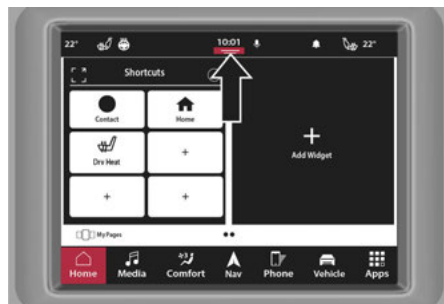 22°
10:01
22°
Shortcuts
Contact
Home
Drv Heat
+
+
+
+
Add Widget
My Pages
Home
Media
Comfort
Nav
Phone
Vehicle
Apps